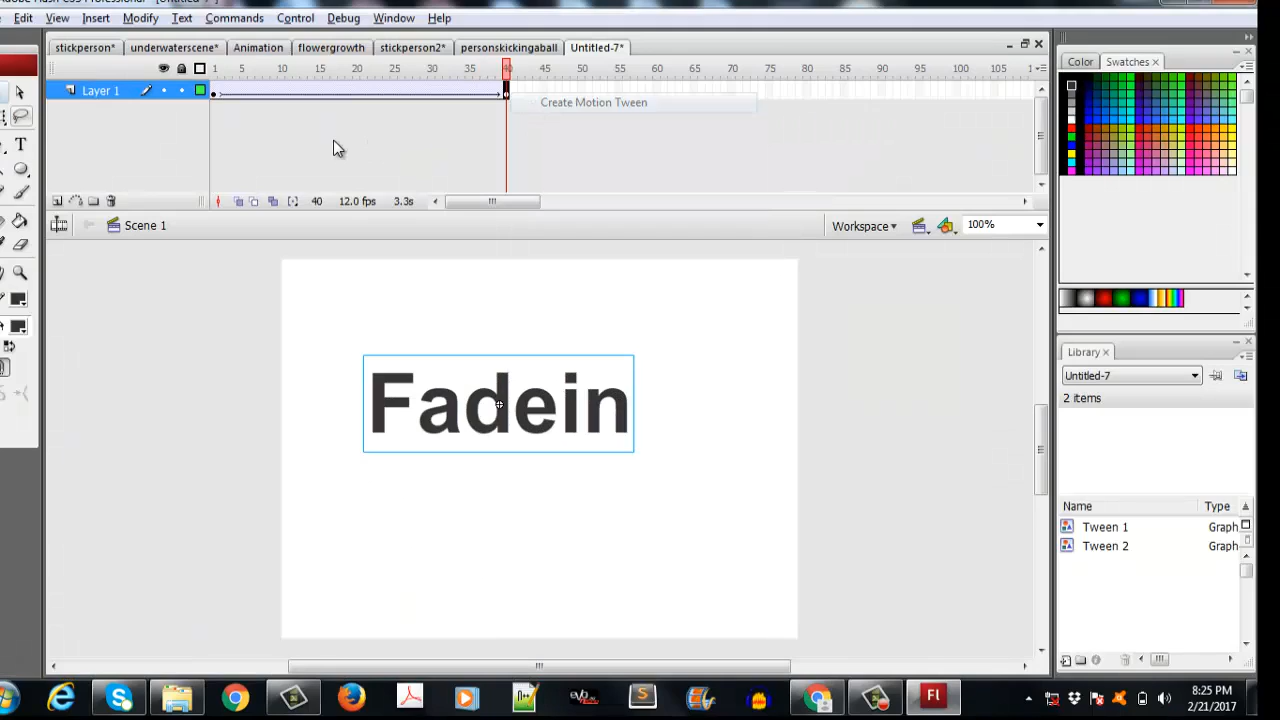 Edit View Insert Modify Text Commands Control Debug Window Help
stickperson* underwaterscene* Animation flowergrowth stickperson2* personskickingaball Untitled-7*
1 5 10 15 20 25 30 35 40 45 50 55 60 65 70 75 80 85 90 95 100 105 1
Layer 1
Create Motion Tween
40 12.0 fps 3.3s
Scene 1
Workspace
100%
Color Swatches
Fadein
Library
Untitled-7
2 items
Name Type
Tween 1 Graph
Tween 2 Graph
8:25 PM
2/21/2017